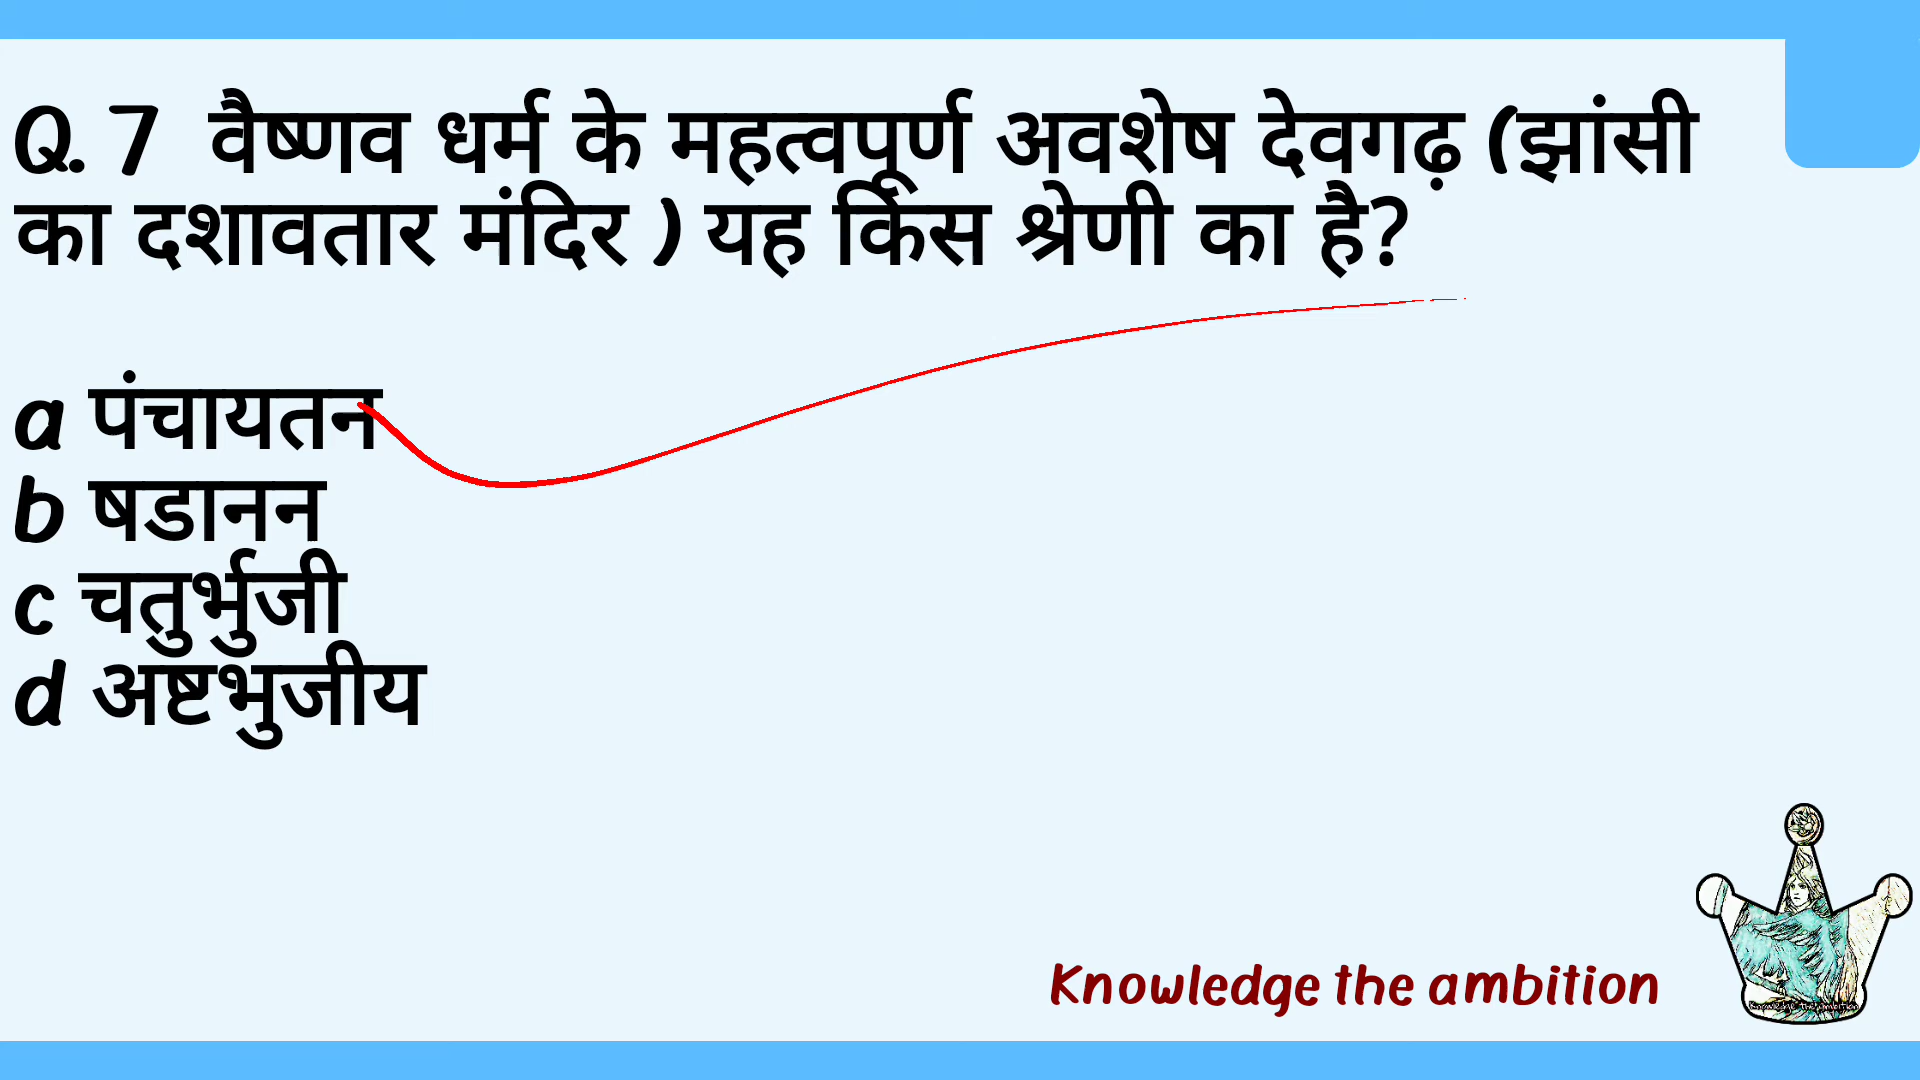 Q. 7 वैष्णव धर्म के महत्वपूर्ण अवशेष देवगढ़ (झांसी
का दशावतार मंदिर ) यह किस श्रेणी का है?
a पंचायतन
b षडानन
c चतुर्भुजी
d अष्टभुजीय
Knowledge the ambition